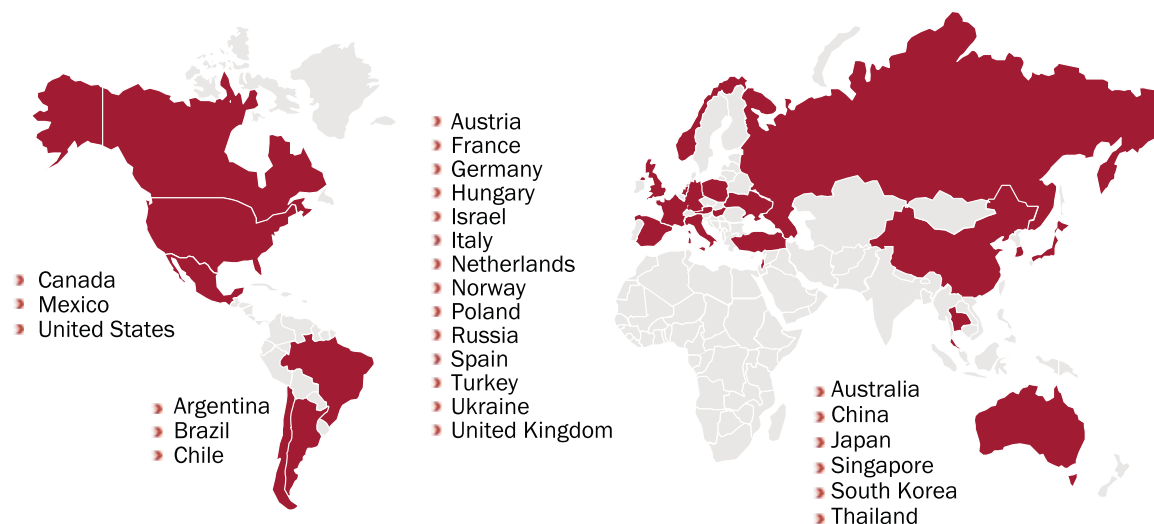 Canada
Mexico
United States
Argentina
Brazil
Chile
Austria
France
Germany
Hungary
Israel
Italy
Netherlands
Norway
Poland
Russia
Spain
Turkey
Ukraine
United Kingdom
Australia
China
Japan
Singapore
South Korea
Thailand